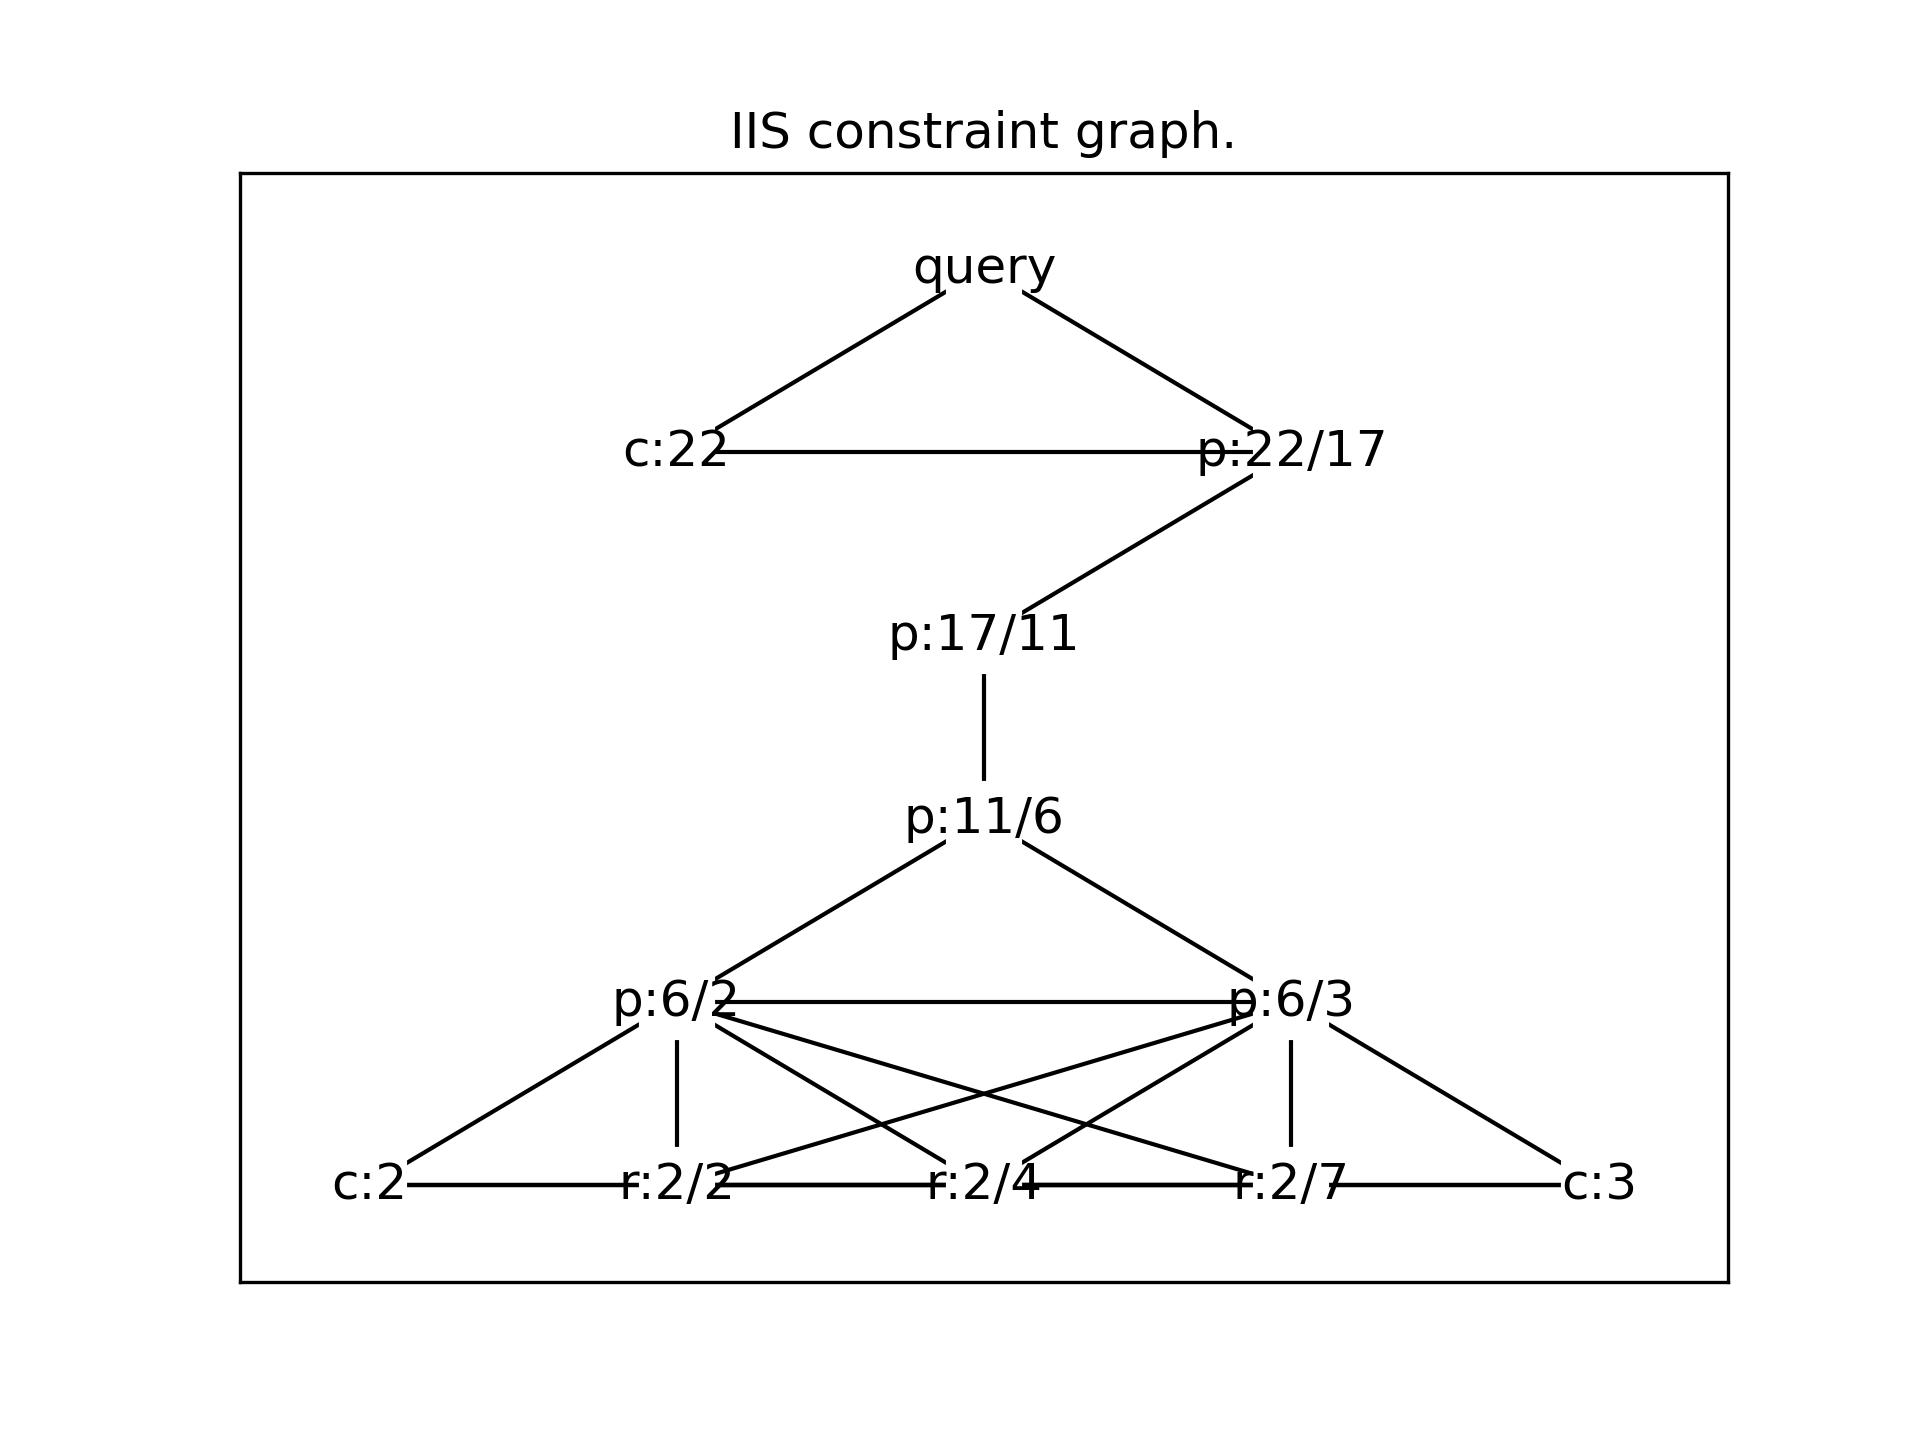 IIS constraint graph.
query
c:22 p:22/17
p:17/11
p:11/6
p:6/2 p:6/3
c:2 r:2/2 r:2/4 r:2/7 c:3